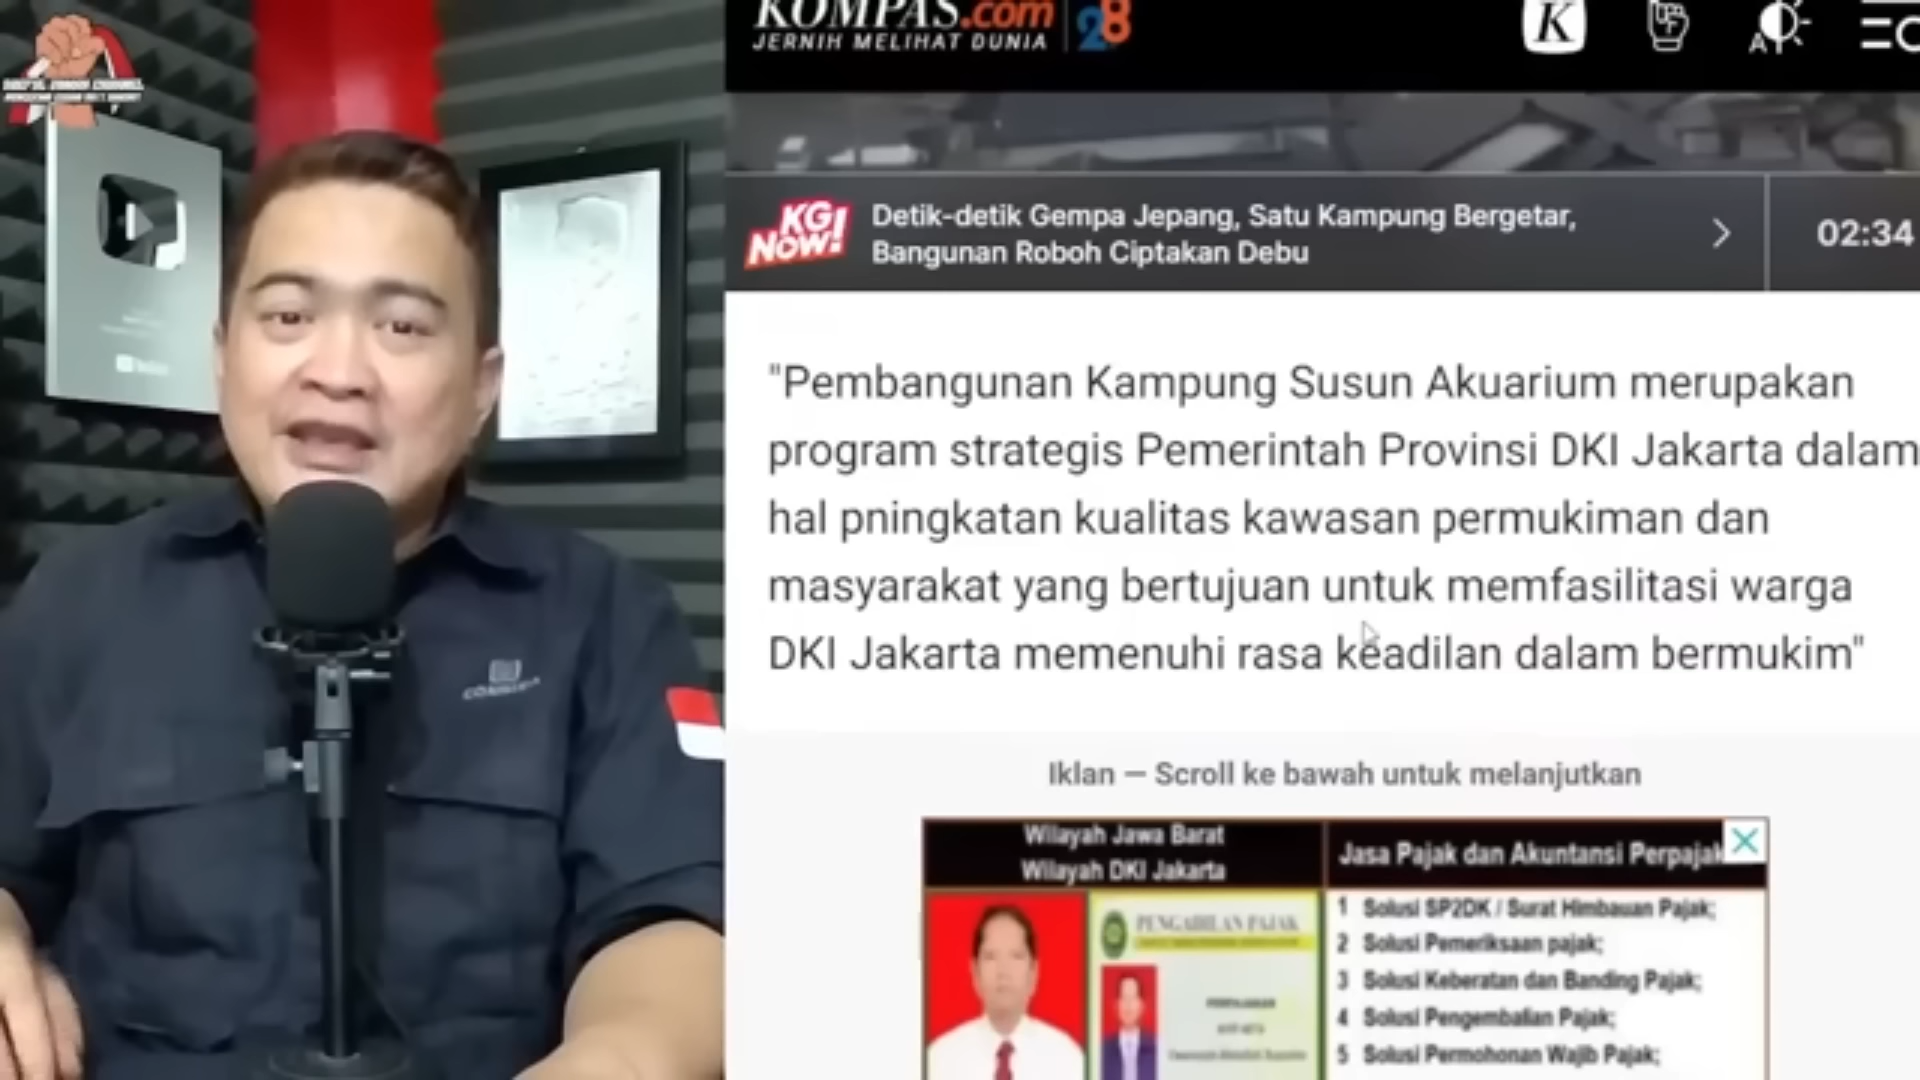 KOMPAS.com
JERNIH MELIHAT DUNIA
28
K
A
KG NOW!
Detik-detik Gempa Jepang, Satu Kampung Bergetar,
Bangunan Roboh Ciptakan Debu
02:34
"Pembangunan Kampung Susun Akuarium merupakan
program strategis Pemerintah Provinsi DKI Jakarta dalam
hal pningkatan kualitas kawasan permukiman dan
masyarakat yang bertujuan untuk memfasilitasi warga
DKI Jakarta memenuhi rasa keadilan dalam bermukim"
Iklan — Scroll ke bawah untuk melanjutkan
Wilayah Jawa Barat
Wilayah DKI Jakarta
PENGADILAN PAJAK
Jasa Pajak dan Akuntansi Perpajak
1 Solusi SP2DK / Surat Himbauan Pajak;
2 Solusi Pemeriksaan pajak;
3 Solusi Keberatan dan Banding Pajak;
4 Solusi Pengembalian Pajak;
5 Solusi Permohonan Wajib Pajak;